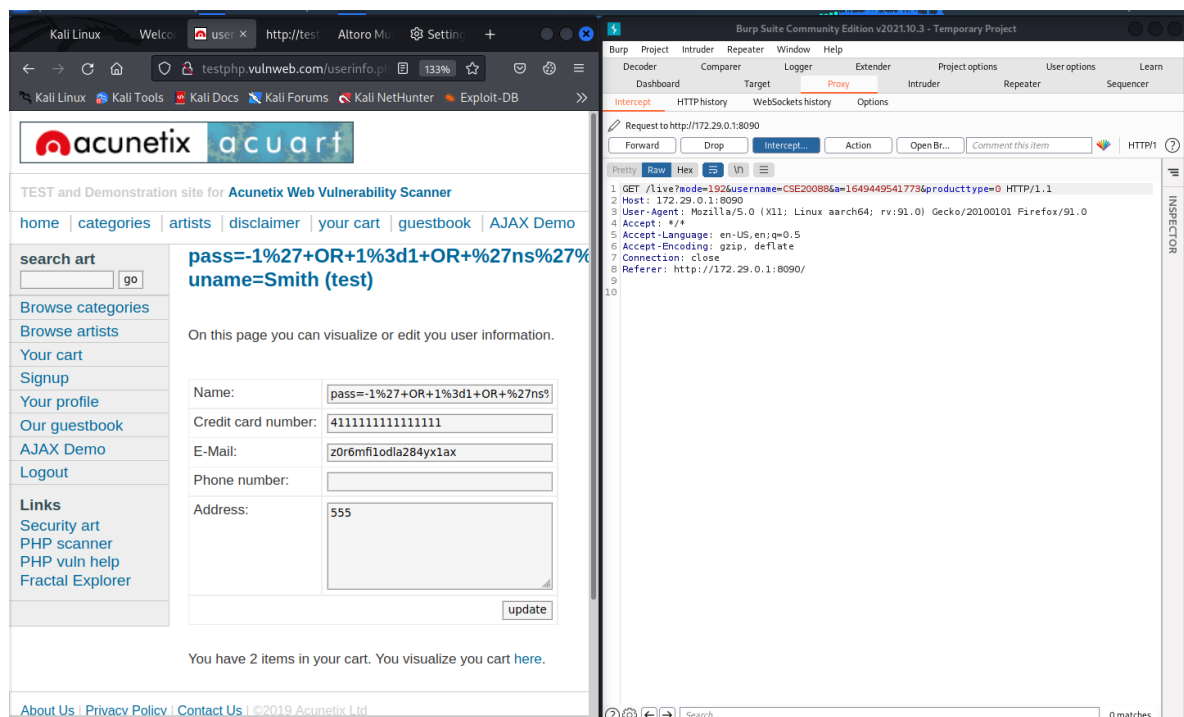 Kali Linux Welco user × http://test Altoro Mu Setting +
testphp.vulnweb.com/userinfo.ph 133%
Kali Linux Kali Tools Kali Docs Kali Forums Kali NetHunter Exploit-DB »
acunetix acuart
TEST and Demonstration site for Acunetix Web Vulnerability Scanner
home | categories | artists | disclaimer | your cart | guestbook | AJAX Demo
search art
go
Browse categories
Browse artists
Your cart
Signup
Your profile
Our guestbook
AJAX Demo
Logout
Links
Security art
PHP scanner
PHP vuln help
Fractal Explorer
pass=-1%27+OR+1%3d1+OR+%27ns%27%
uname=Smith (test)
On this page you can visualize or edit you user information.
Name: pass=-1%27+OR+1%3d1+OR+%27ns%
Credit card number: 4111111111111111
E-Mail: z0r6mfi1odla284yx1ax
Phone number:
Address: 555
update
You have 2 items in your cart. You visualize you cart here.
About Us | Privacy Policy | Contact Us | ©2019 Acunetix Ltd
Burp Suite Community Edition v2021.10.3 - Temporary Project
Burp Project Intruder Repeater Window Help
Decoder Comparer Logger Extender Project options User options Learn
Dashboard Target Proxy Intruder Repeater Sequencer
Intercept HTTP history WebSockets history Options
Request to http://172.29.0.1:8090
Forward Drop Intercept... Action Open Br... Comment this item HTTP/1 ?
Pretty Raw Hex \n
1 GET /live?mode=192&username=CSE20088&a=1649449541773&producttype=0 HTTP/1.1
2 Host: 172.29.0.1:8090
3 User-Agent: Mozilla/5.0 (X11; Linux aarch64; rv:91.0) Gecko/20100101 Firefox/91.0
4 Accept: */*
5 Accept-Language: en-US,en;q=0.5
6 Accept-Encoding: gzip, deflate
7 Connection: close
8 Referer: http://172.29.0.1:8090/
9
10
INSPECTOR
? Search... 0 matches